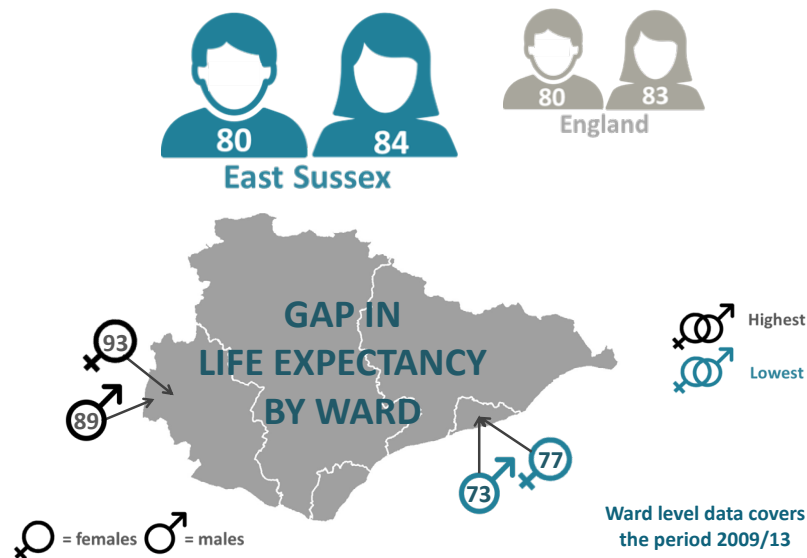 80
84
East Sussex
80
83
England
GAP IN
LIFE EXPECTANCY
BY WARD
93
89
73
77
Highest
Lowest
= females
= males
Ward level data covers
the period 2009/13